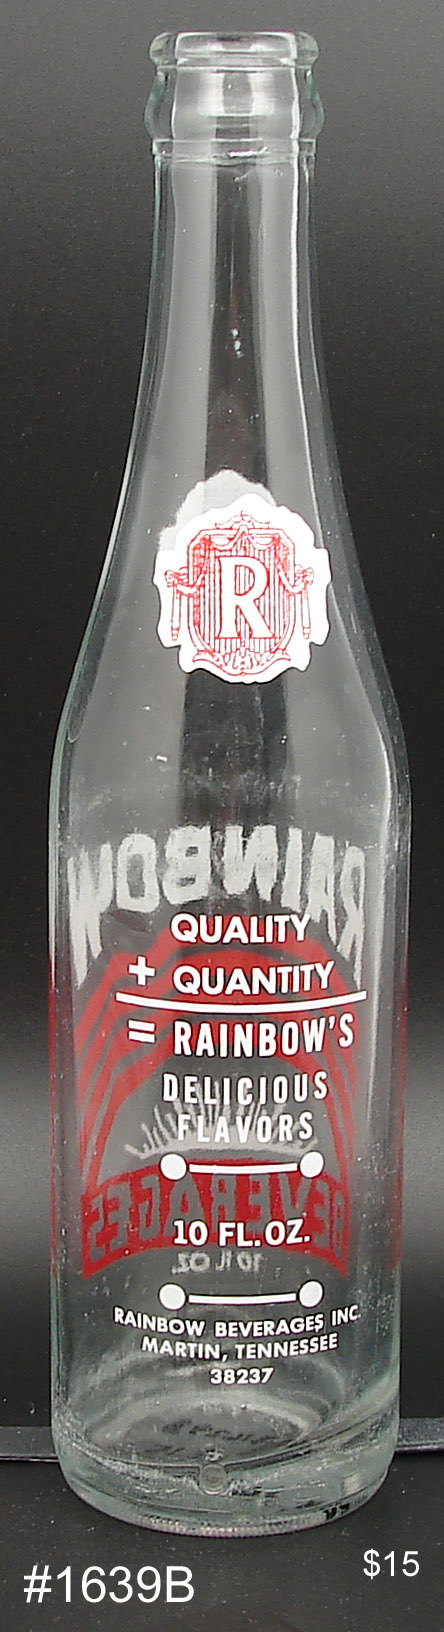 R
RAINBOW
QUALITY
+ QUANTITY
= RAINBOW'S
DELICIOUS
FLAVORS
BEVERAGES
10 FL. OZ.
10 fl. oz.
RAINBOW BEVERAGES INC.
MARTIN, TENNESSEE
38237
#1639B
$15